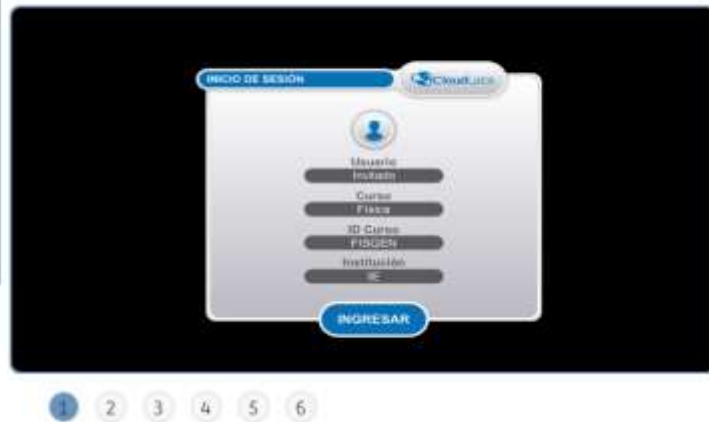 INICIO DE SESIÓN
CloudLabs
Usuario
Invitado
Curso
Física
ID Curso
FISGEN
Institución
IE
INGRESAR
1 2 3 4 5 6